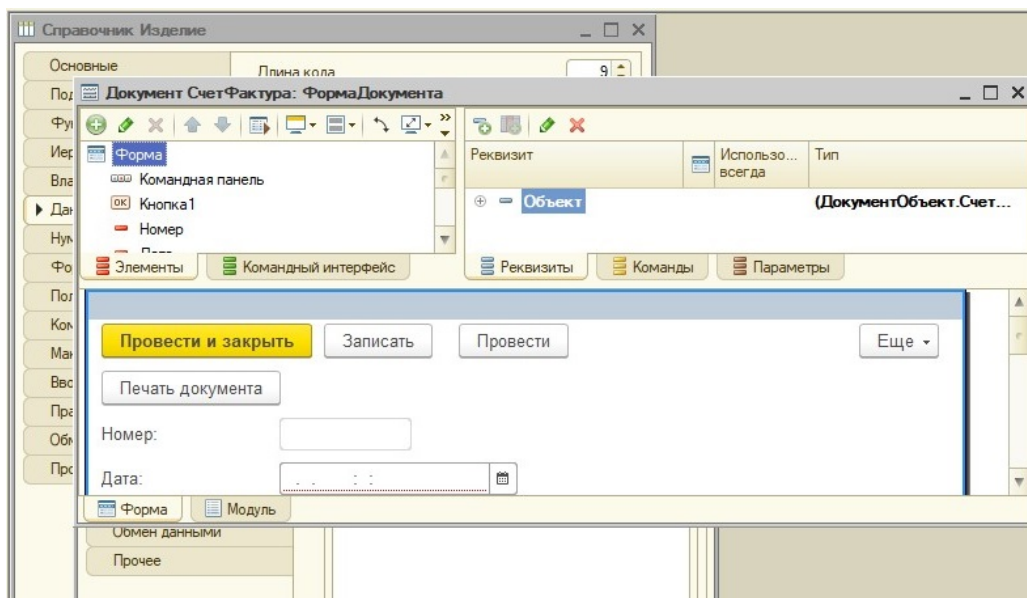 Справочник Изделие
Основные
Длина кода
9
Документ СчетФактура: ФормаДокумента
Форма
Командная панель
Кнопка1
Номер
Дата
Элементы
Командный интерфейс
Реквизит
Использо...
всегда
Тип
Объект
(ДокументОбъект.Счет...
Реквизиты
Команды
Параметры
Провести и закрыть
Записать
Провести
Еще
Печать документа
Номер:
Дата:
Форма
Модуль
Обмен данными
Прочее